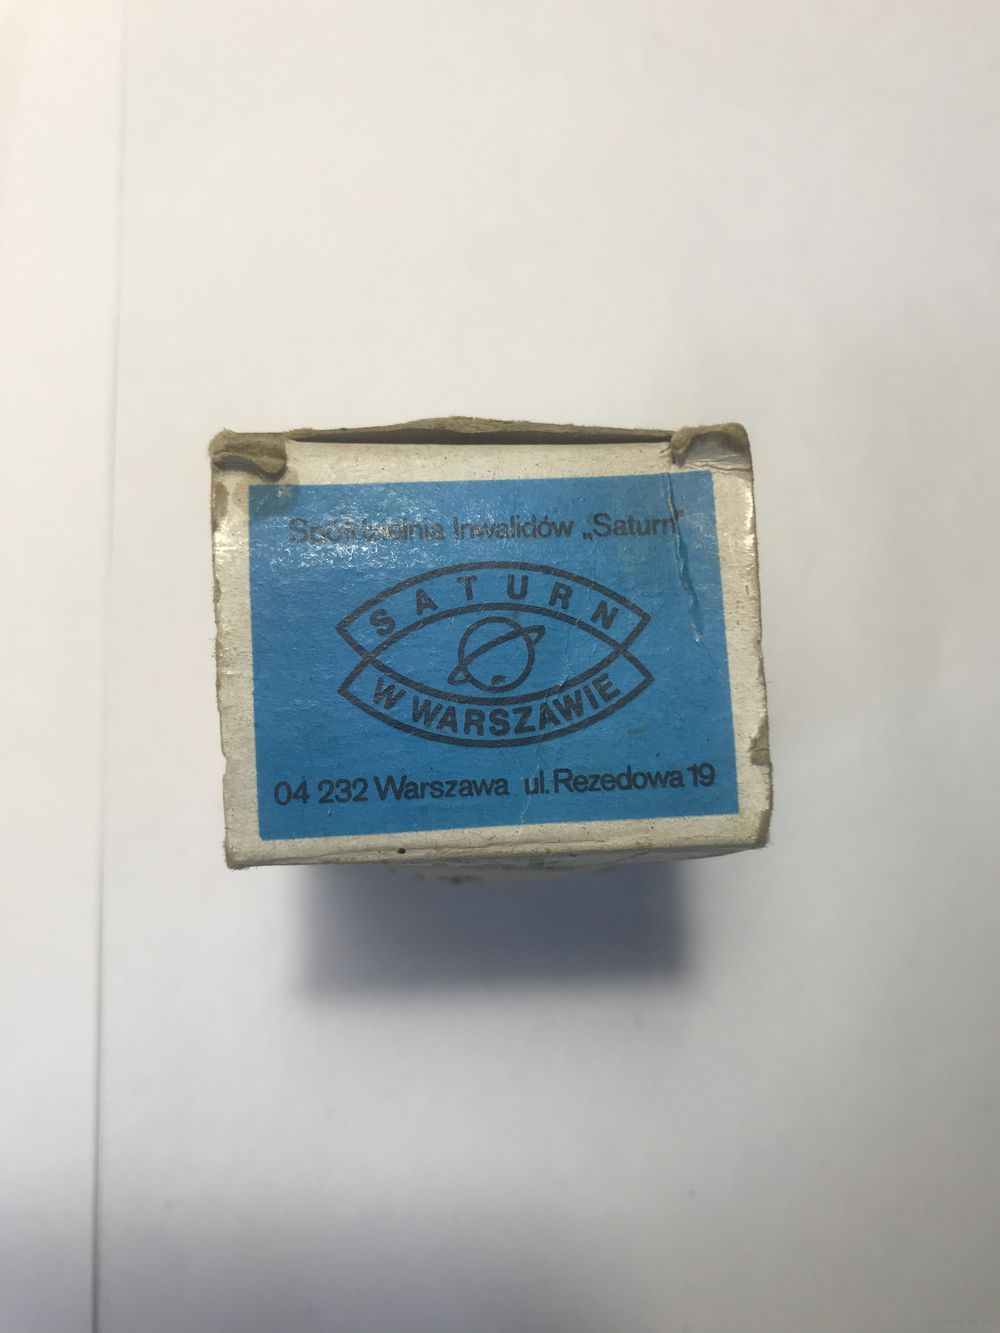 Spółdzielnia Inwalidów „Saturn”
SATURN
W WARSZAWIE
04 232 Warszawa ul. Rezedowa 19